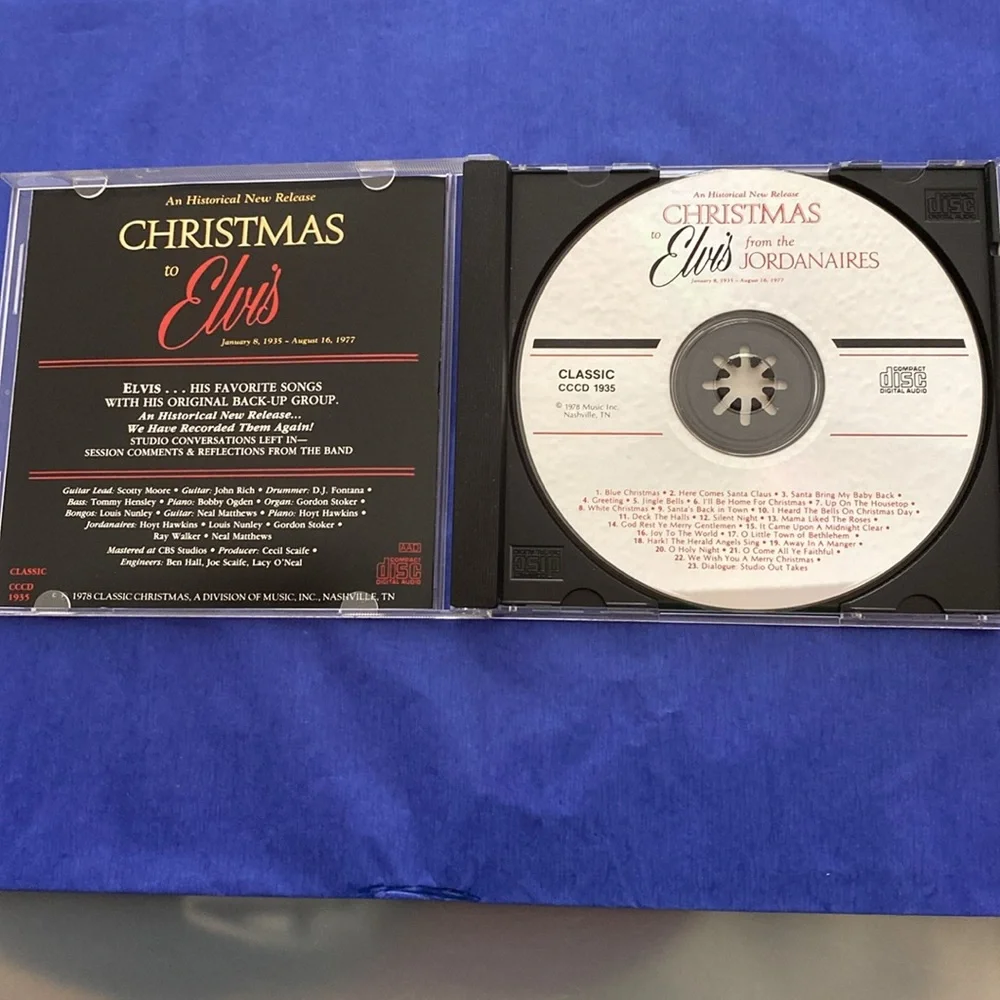 An Historical New Release
CHRISTMAS
to
Elvis
January 8, 1935 – August 16, 1977
ELVIS . . . HIS FAVORITE SONGS
WITH HIS ORIGINAL BACK-UP GROUP.
An Historical New Release...
We Have Recorded Them Again!
STUDIO CONVERSATIONS LEFT IN—
SESSION COMMENTS & REFLECTIONS FROM THE BAND
Guitar Lead: Scotty Moore • Guitar: John Rich • Drummer: D.J. Fontana •
Bass: Tommy Hensley • Piano: Bobby Ogden • Organ: Gordon Stoker •
Bongos: Louis Nunley • Guitar: Neal Matthews • Piano: Hoyt Hawkins •
Jordanaires: Hoyt Hawkins • Louis Nunley • Gordon Stoker •
Ray Walker • Neal Matthews
Mastered at CBS Studios • Producer: Cecil Scaife •
Engineers: Ben Hall, Joe Scaife, Lacy O'Neal
AAD
COMPACT
disc
DIGITAL AUDIO
CLASSIC
CCCD
1935
© ℗ 1978 CLASSIC CHRISTMAS, A DIVISION OF MUSIC, INC., NASHVILLE, TN
An Historical New Release
CHRISTMAS
to Elvis from the
JORDANAIRES
January 8, 1935 – August 16, 1977
CLASSIC
CCCD 1935
© 1978 Music Inc.
Nashville, TN.
COMPACT
disc
DIGITAL AUDIO
1. Blue Christmas • 2. Here Comes Santa Claus • 3. Santa Bring My Baby Back •
4. Greeting • 5. Jingle Bells • 6. I'll Be Home For Christmas • 7. Up On The Housetop •
8. White Christmas • 9. Santa's Back in Town • 10. I Heard The Bells On Christmas Day •
11. Deck The Halls • 12. Silent Night • 13. Mama Liked The Roses •
14. God Rest Ye Merry Gentlemen • 15. It Came Upon A Midnight Clear •
16. Joy To The World • 17. O Little Town of Bethlehem •
18. Hark! The Herald Angels Sing • 19. Away In A Manger •
20. O Holy Night • 21. O Come All Ye Faithful •
22. We Wish You A Merry Christmas •
23. Dialogue: Studio Out Takes
COMPACT
disc
DIGITAL AUDIO
COMPACT
disc
DIGITAL AUDIO